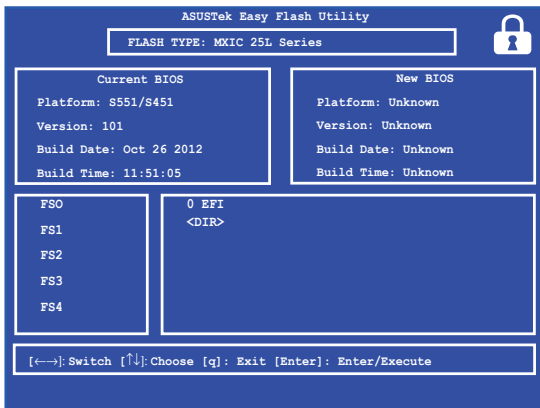 ASUSTek Easy Flash Utility
FLASH TYPE: MXIC 25L Series
Current BIOS
Platform: S551/S451
Version: 101
Build Date: Oct 26 2012
Build Time: 11:51:05
New BIOS
Platform: Unknown
Version: Unknown
Build Date: Unknown
Build Time: Unknown
FSO
FS1
FS2
FS3
FS4
0 EFI
<DIR>
[←→]: Switch [↑↓]: Choose [q]: Exit [Enter]: Enter/Execute